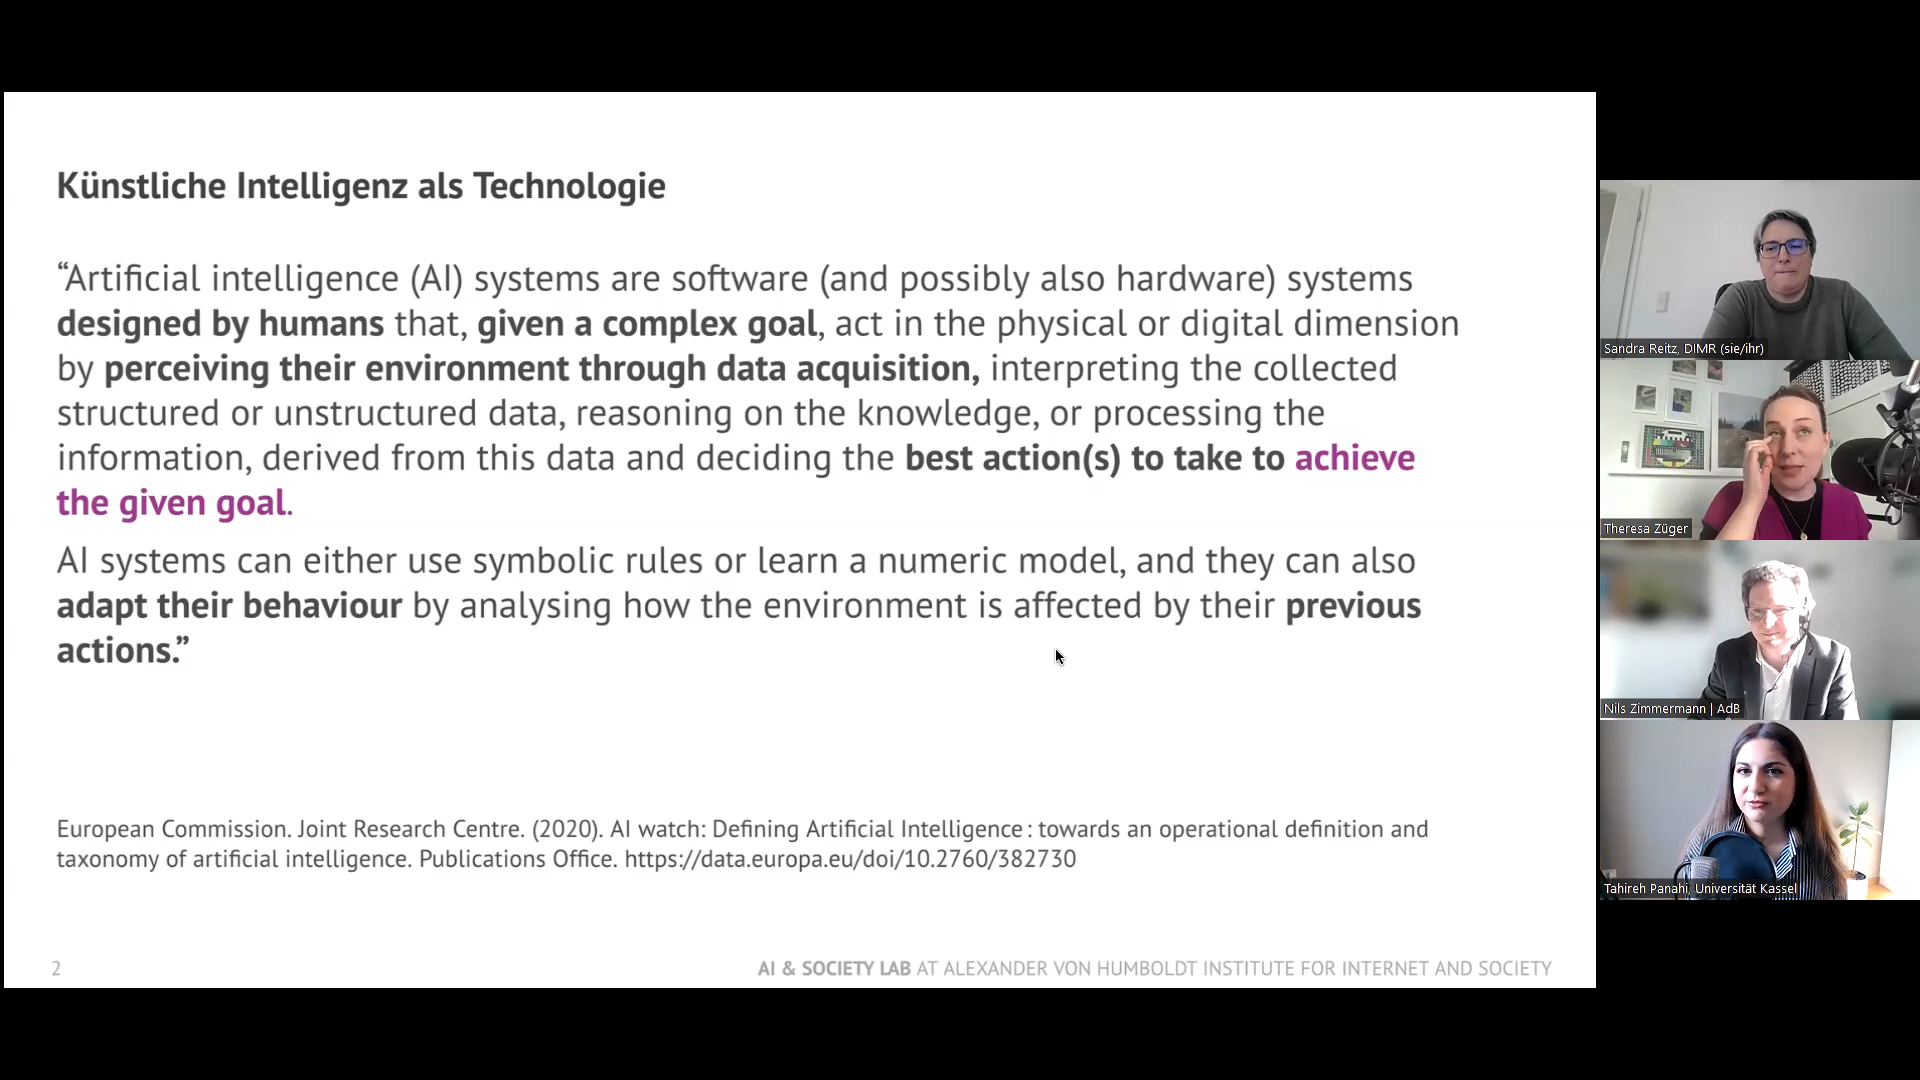 Künstliche Intelligenz als Technologie
“Artificial intelligence (AI) systems are software (and possibly also hardware) systems
designed by humans that, given a complex goal, act in the physical or digital dimension
by perceiving their environment through data acquisition, interpreting the collected
structured or unstructured data, reasoning on the knowledge, or processing the
information, derived from this data and deciding the best action(s) to take to achieve
the given goal.
AI systems can either use symbolic rules or learn a numeric model, and they can also
adapt their behaviour by analysing how the environment is affected by their previous
actions.”
European Commission. Joint Research Centre. (2020). AI watch: Defining Artificial Intelligence : towards an operational definition and
taxonomy of artificial intelligence. Publications Office. https://data.europa.eu/doi/10.2760/382730
2
AI & SOCIETY LAB AT ALEXANDER VON HUMBOLDT INSTITUTE FOR INTERNET AND SOCIETY
Sandra Reitz, DIMR (sie/ihr)
Theresa Züger
Nils Zimmermann | AdB
Tahireh Panahi, Universität Kassel